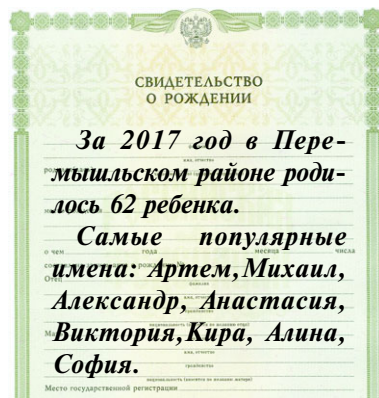 СВИДЕТЕЛЬСТВО
О РОЖДЕНИИ
За 2017 год в Пере-
мышльском районе роди-
лось 62 ребенка.
Самые популярные
имена: Артем, Михаил,
Александр, Анастасия,
Виктория, Кира, Алина,
София.
Место государственной регистрации